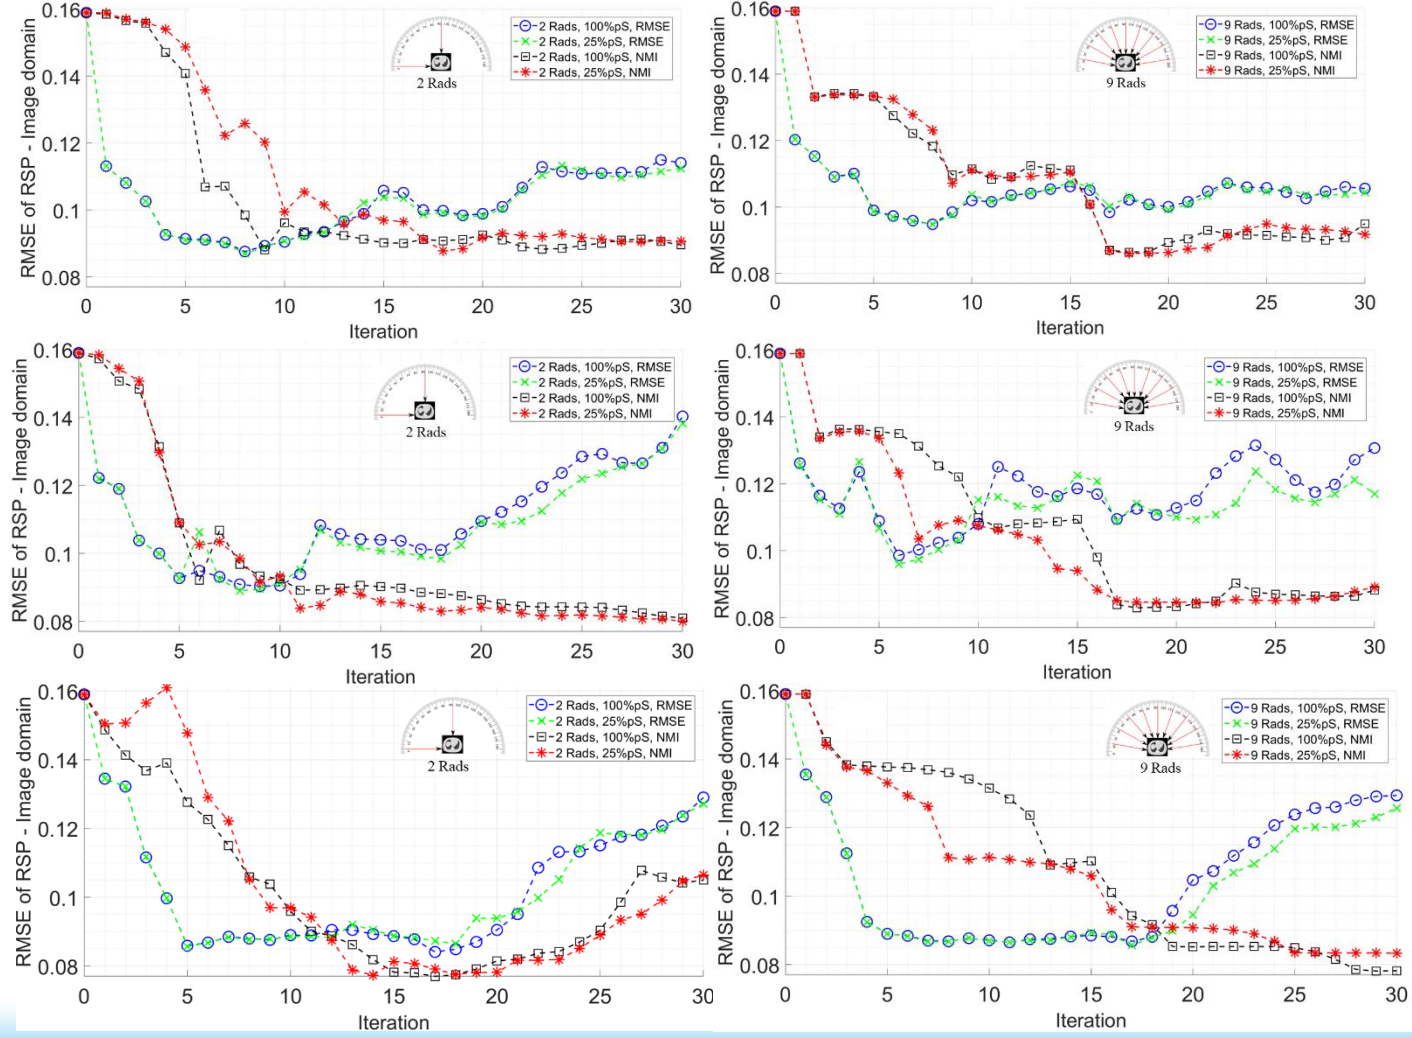 RMSE of RSP - Image domain
0.16
0.14
0.12
0.1
0.08
0 5 10 15 20 25 30
Iteration
2 Rads
2 Rads, 100%pS, RMSE
2 Rads, 25%pS, RMSE
2 Rads, 100%pS, NMI
2 Rads, 25%pS, NMI
RMSE of RSP - Image domain
0.16
0.14
0.12
0.1
0.08
0 5 10 15 20 25 30
Iteration
9 Rads
9 Rads, 100%pS, RMSE
9 Rads, 25%pS, RMSE
9 Rads, 100%pS, NMI
9 Rads, 25%pS, NMI
RMSE of RSP - Image domain
0.16
0.14
0.12
0.1
0.08
0 5 10 15 20 25 30
Iteration
2 Rads
2 Rads, 100%pS, RMSE
2 Rads, 25%pS, RMSE
2 Rads, 100%pS, NMI
2 Rads, 25%pS, NMI
RMSE of RSP - Image domain
0.16
0.14
0.12
0.1
0.08
0 5 10 15 20 25 30
Iteration
9 Rads
9 Rads, 100%pS, RMSE
9 Rads, 25%pS, RMSE
9 Rads, 100%pS, NMI
9 Rads, 25%pS, NMI
RMSE of RSP - Image domain
0.16
0.14
0.12
0.1
0.08
0 5 10 15 20 25 30
Iteration
2 Rads
2 Rads, 100%pS, RMSE
2 Rads, 25%pS, RMSE
2 Rads, 100%pS, NMI
2 Rads, 25%pS, NMI
RMSE of RSP - Image domain
0.16
0.14
0.12
0.1
0.08
0 5 10 15 20 25 30
Iteration
9 Rads
9 Rads, 100%pS, RMSE
9 Rads, 25%pS, RMSE
9 Rads, 100%pS, NMI
9 Rads, 25%pS, NMI